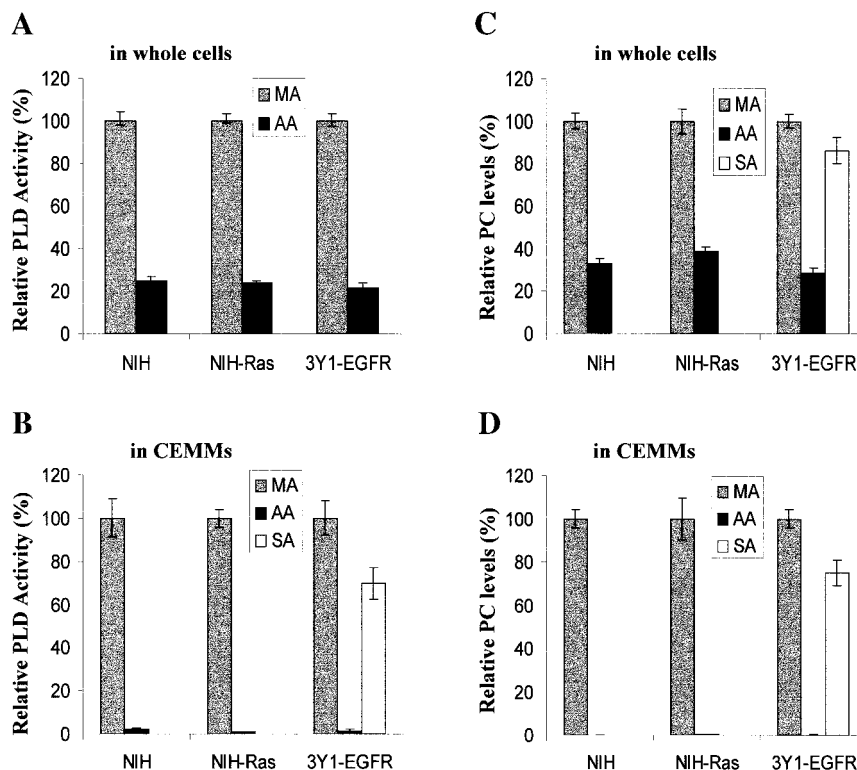 A
in whole cells
Relative PLD Activity (%)
120
100
80
60
40
20
0
MA
AA
NIH
NIH-Ras
3Y1-EGFR
C
in whole cells
Relative PC levels (%)
120
100
80
60
40
20
0
MA
AA
SA
NIH
NIH-Ras
3Y1-EGFR
B
in CEMMs
Relative PLD Activity (%)
120
100
80
60
40
20
0
MA
AA
SA
NIH
NIH-Ras
3Y1-EGFR
D
in CEMMs
Relative PC levels (%)
120
100
80
60
40
20
0
MA
AA
SA
NIH
NIH-Ras
3Y1-EGFR